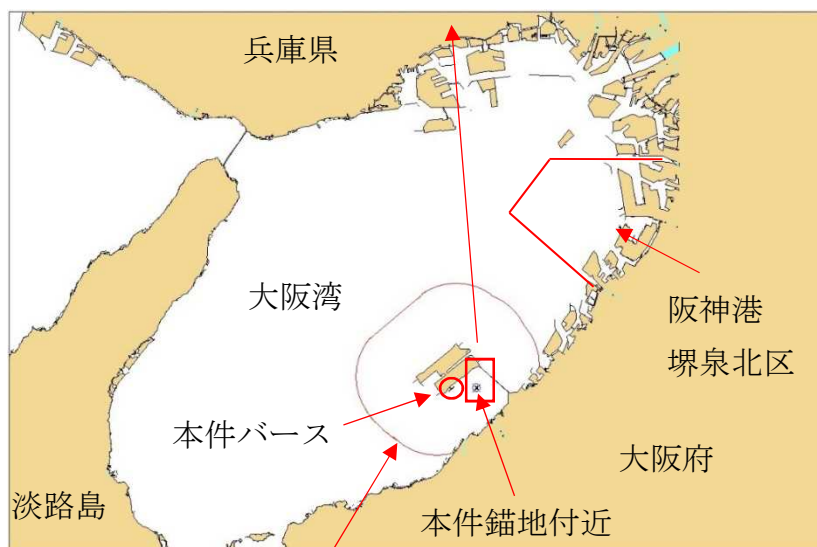 兵庫県
大阪湾
阪神港
堺泉北区
本件バース
大阪府
淡路島
本件錨地付近